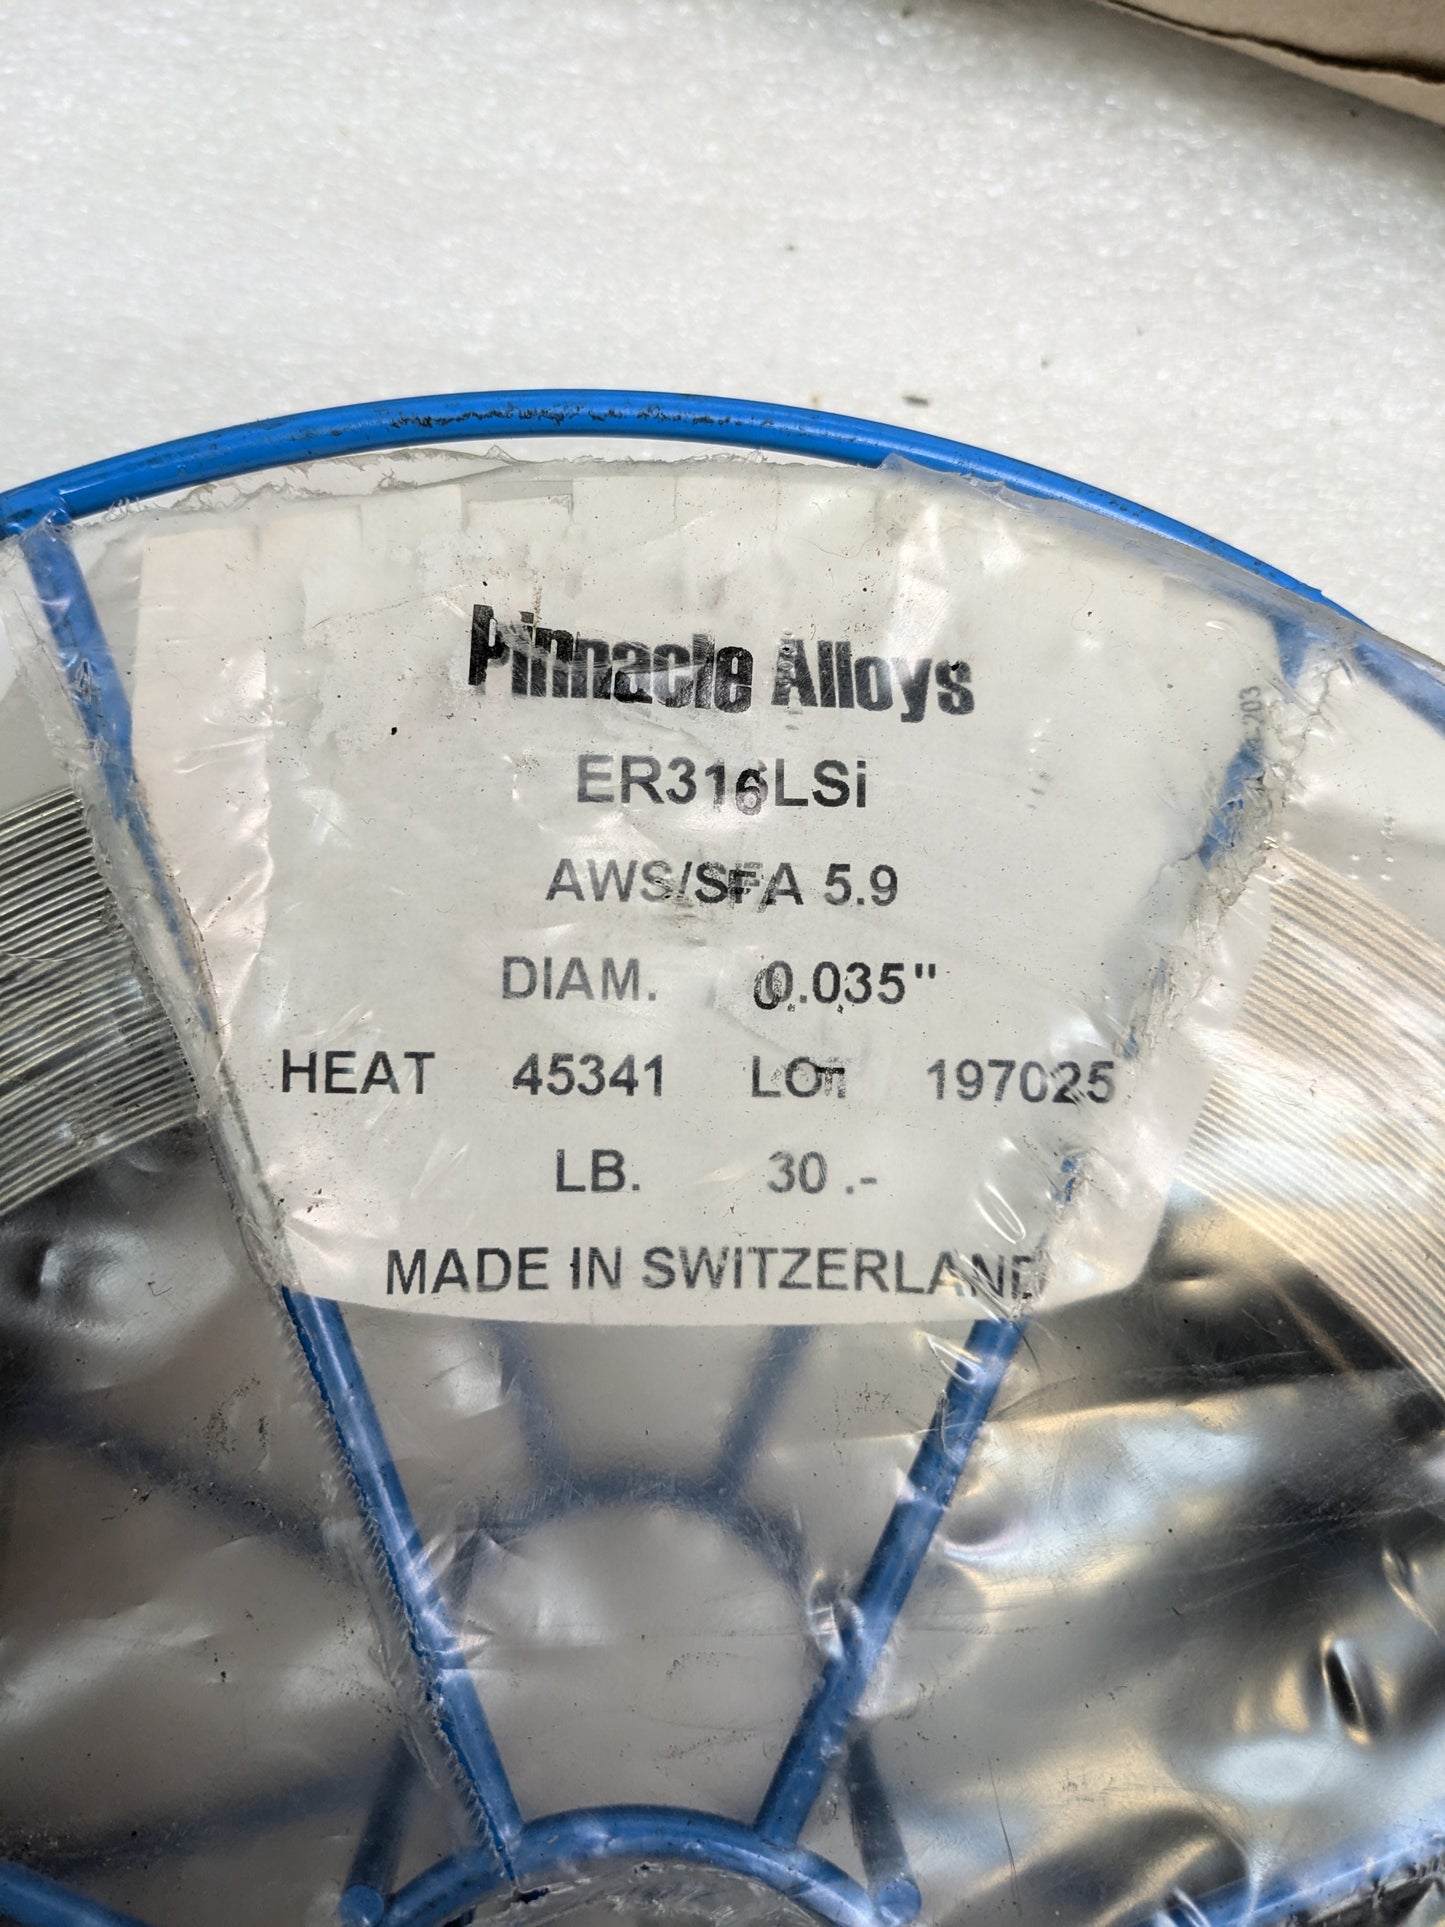 Pinnacle Alloys
ER316LSi
AWS/SFA 5.9
DIAM. 0.035"
HEAT 45341 LOT 197025
LB. 30.-
MADE IN SWITZERLAND